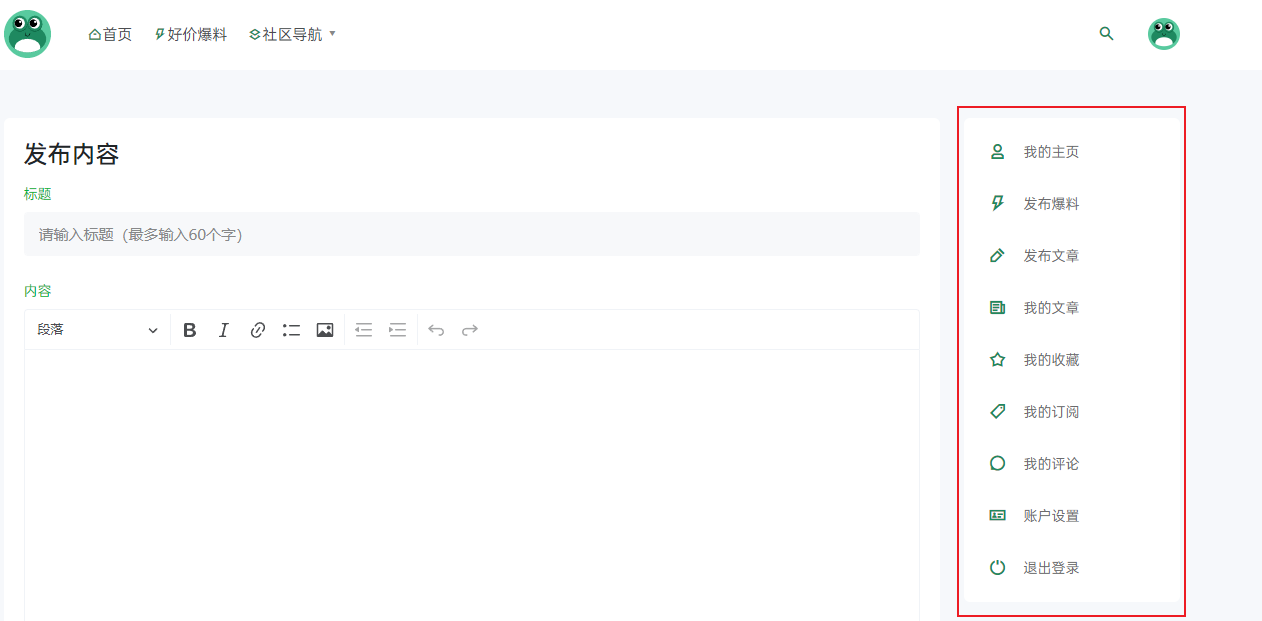 首页 好价爆料 社区导航
发布内容
标题
请输入标题（最多输入60个字）
内容
段落 B I
我的主页
发布爆料
发布文章
我的文章
我的收藏
我的订阅
我的评论
账户设置
退出登录